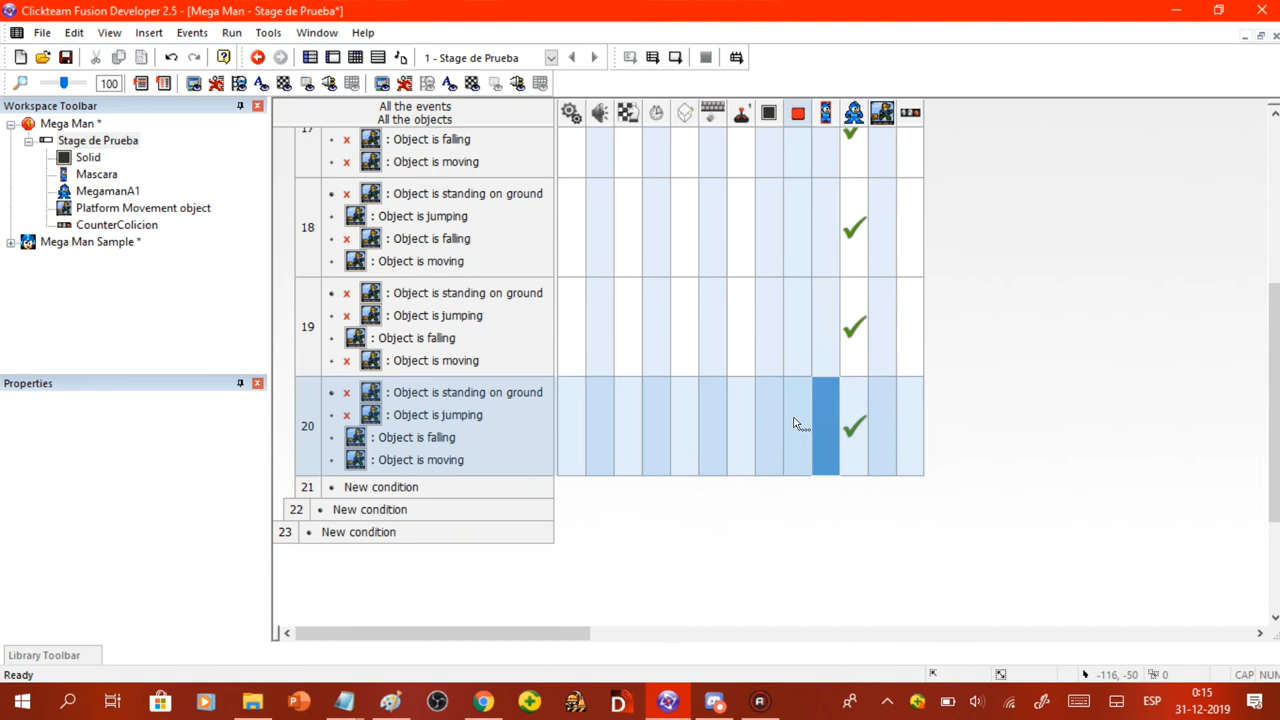 Clickteam Fusion Developer 2.5 - [Mega Man - Stage de Prueba*]
File Edit View Insert Events Run Tools Window Help
1 - Stage de Prueba
100
Workspace Toolbar
Mega Man *
Stage de Prueba
Solid
Mascara
MegamanA1
Platform Movement object
CounterColicion
Mega Man Sample *
Properties
Library Toolbar
All the events
All the objects
17
x : Object is falling
x : Object is moving
18
x : Object is standing on ground
: Object is jumping
x : Object is falling
: Object is moving
19
x : Object is standing on ground
x : Object is jumping
: Object is falling
x : Object is moving
20
x : Object is standing on ground
x : Object is jumping
: Object is falling
: Object is moving
21 New condition
22 New condition
23 New condition
Ready
-116, -50
0
CAP NUM
ESP
0:15
31-12-2019